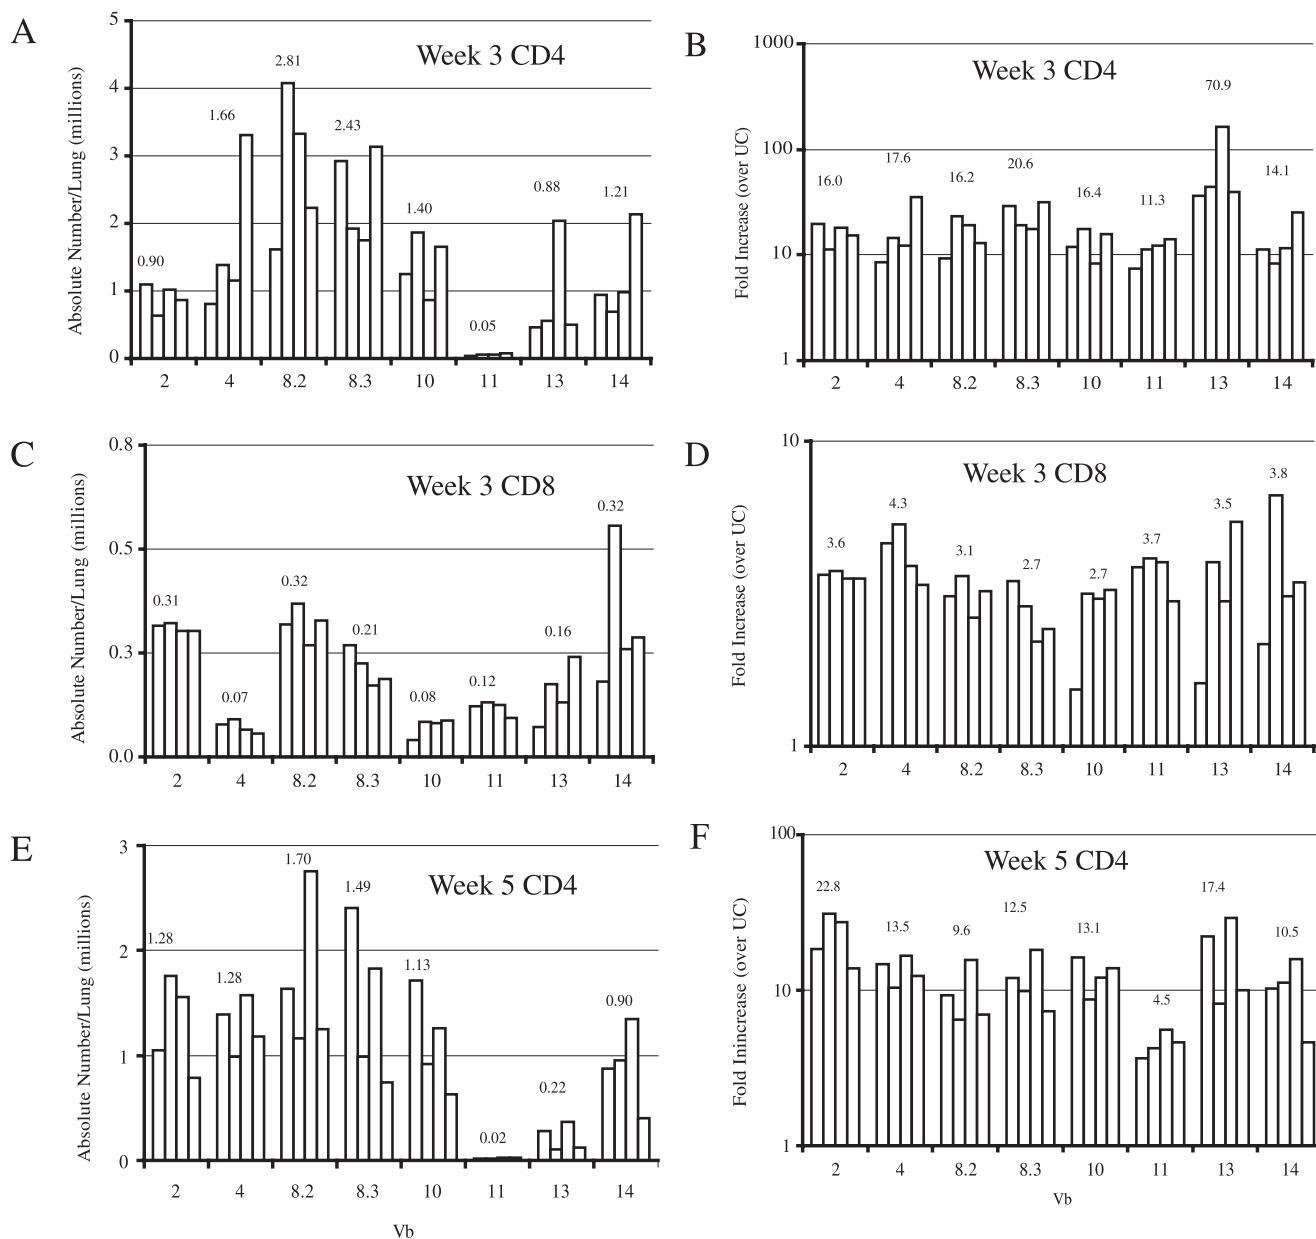 A
Week 3 CD4
Absolute Number/Lung (millions)
5
4
3
2
1
0
0.90
1.66
2.81
2.43
1.40
0.05
0.88
1.21
2 4 8.2 8.3 10 11 13 14
B
Week 3 CD4
Fold Increase (over UC)
1000
100
10
1
16.0
17.6
16.2
20.6
16.4
11.3
70.9
14.1
2 4 8.2 8.3 10 11 13 14
C
Week 3 CD8
Absolute Number/Lung (millions)
0.8
0.5
0.3
0.0
0.31
0.07
0.32
0.21
0.08
0.12
0.16
0.32
2 4 8.2 8.3 10 11 13 14
D
Week 3 CD8
Fold Increase (over UC)
10
1
3.6
4.3
3.1
2.7
2.7
3.7
3.5
3.8
2 4 8.2 8.3 10 11 13 14
E
Week 5 CD4
Absolute Number/Lung (millions)
3
2
1
0
1.28
1.28
1.70
1.49
1.13
0.02
0.22
0.90
2 4 8.2 8.3 10 11 13 14
Vb
F
Week 5 CD4
Fold Inincrease (over UC)
100
10
1
22.8
13.5
9.6
12.5
13.1
4.5
17.4
10.5
2 4 8.2 8.3 10 11 13 14
Vb